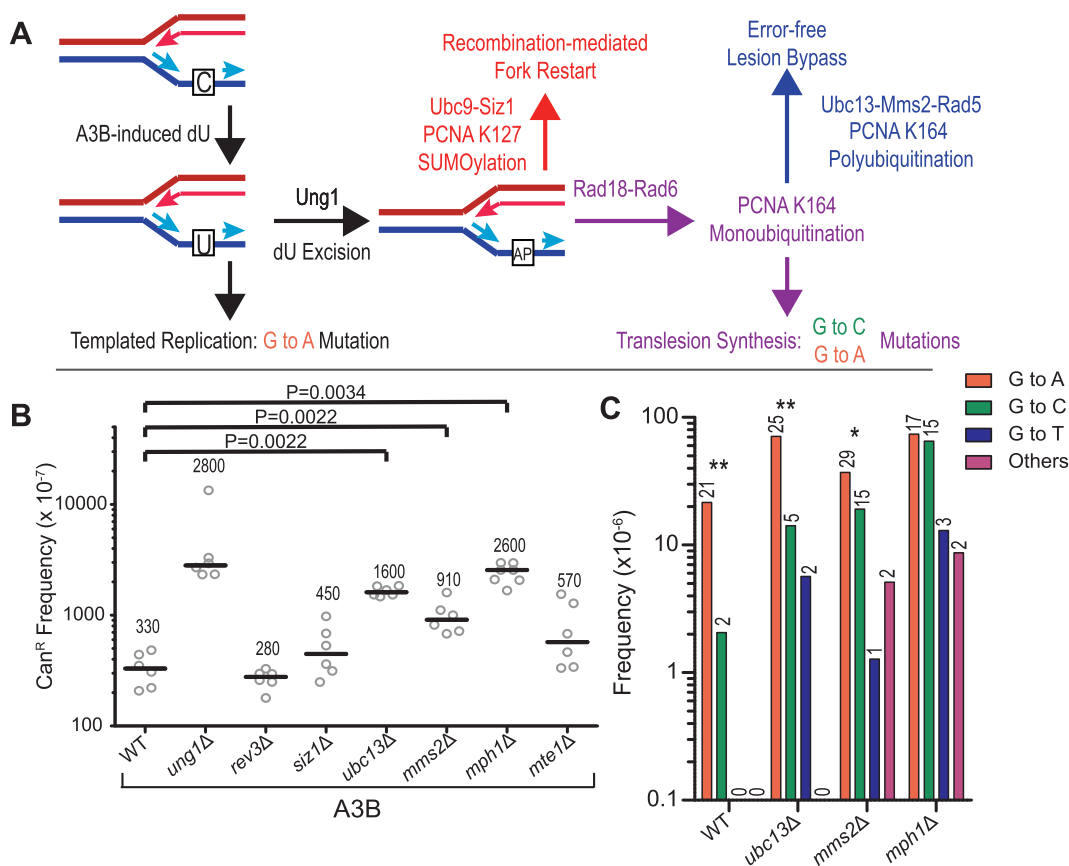 A
C
A3B-induced dU
U
Templated Replication: G to A Mutation
Ung1
dU Excision
Recombination-mediated
Fork Restart
Ubc9-Siz1
PCNA K127
SUMOylation
AP
Rad18-Rad6
Error-free
Lesion Bypass
Ubc13-Mms2-Rad5
PCNA K164
Polyubiquitination
PCNA K164
Monoubiquitination
Translesion Synthesis: G to C
G to A Mutations
B
P=0.0034
P=0.0022
P=0.0022
Can^R Frequency (x 10^-7)
10000
1000
100
330
2800
280
450
1600
910
2600
570
WT
ung1Δ
rev3Δ
siz1Δ
ubc13Δ
mms2Δ
mph1Δ
mte1Δ
A3B
C
G to A
G to C
G to T
Others
Frequency (x10^-6)
100
10
1
0.1
**
21
2
0
0
**
25
5
2
0
*
29
15
1
2
17
15
3
2
WT
ubc13Δ
mms2Δ
mph1Δ